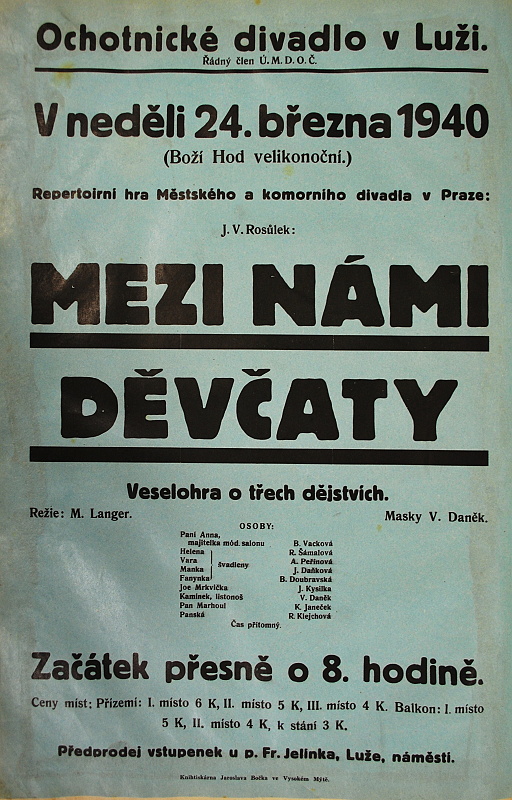 Ochotnické divadlo v Luži.
Řádný člen Ú. M. D. O. Č.
V neděli 24. března 1940
(Boží Hod velikonoční.)
Repertoirní hra Městského a komorního divadla v Praze:
J. V. Rosůlek:
MEZI NÁMI
DĚVČATY
Veselohra o třech dějstvích.
Režie: M. Langer. Masky V. Daněk.
OSOBY:
Paní Anna,
majitelka mód. salonu B. Vacková
Helena R. Šámalová
Vara A. Peřinová
švadleny
Manka J. Daňková
Fanynka B. Doubravská
Joe Mrkvička J. Kysilka
Kamínek, listonoš V. Daněk
Pan Marhoul K. Janeček
Panská R. Klejchová
Čas přítomný.
Začátek přesně o 8. hodině.
Ceny míst: Přízemí: I. místo 6 K, II. místo 5 K, III. místo 4 K. Balkon: I. místo
5 K, II. místo 4 K, k stání 3 K.
Předprodej vstupenek u p. Fr. Jelínka, Luže, náměstí.
Knihtiskárna Jaroslava Bočka ve Vysokém Mýtě.